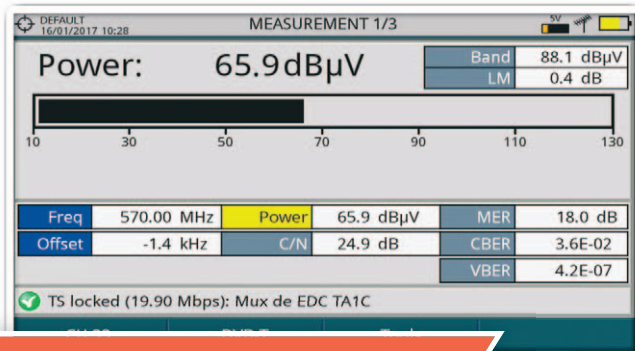 DEFAULT
16/01/2017 10:28
MEASUREMENT 1/3
5V
Power: 65.9 dBµV
Band 88.1 dBµV
LM 0.4 dB
10 30 50 70 90 110 130
Freq 570.00 MHz Power 65.9 dBµV MER 18.0 dB
Offset -1.4 kHz C/N 24.9 dB CBER 3.6E-02
VBER 4.2E-07
TS locked (19.90 Mbps): Mux de EDC TA1C